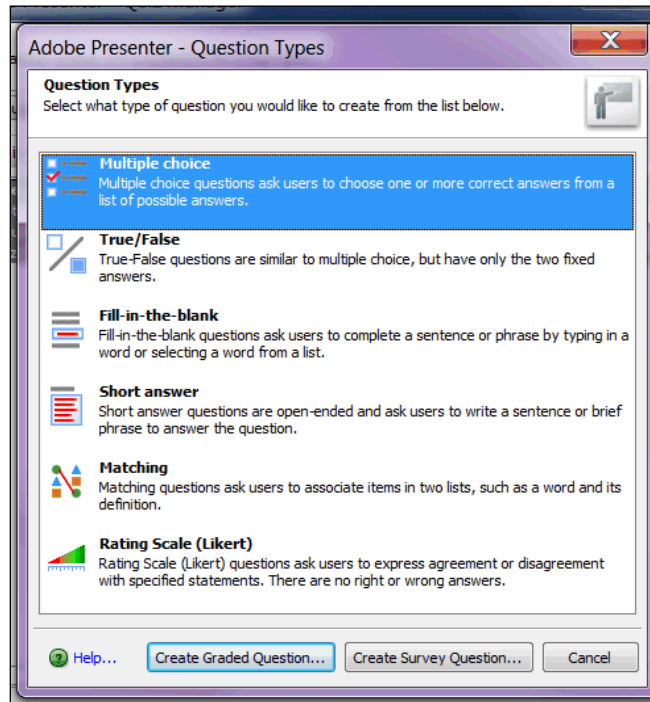 Adobe Presenter - Question Types
X
Question Types
Select what type of question you would like to create from the list below.
Multiple choice
Multiple choice questions ask users to choose one or more correct answers from a
list of possible answers.
True/False
True-False questions are similar to multiple choice, but have only the two fixed
answers.
Fill-in-the-blank
Fill-in-the-blank questions ask users to complete a sentence or phrase by typing in a
word or selecting a word from a list.
Short answer
Short answer questions are open-ended and ask users to write a sentence or brief
phrase to answer the question.
Matching
Matching questions ask users to associate items in two lists, such as a word and its
definition.
Rating Scale (Likert)
Rating Scale (Likert) questions ask users to express agreement or disagreement
with specified statements. There are no right or wrong answers.
Help... Create Graded Question... Create Survey Question... Cancel